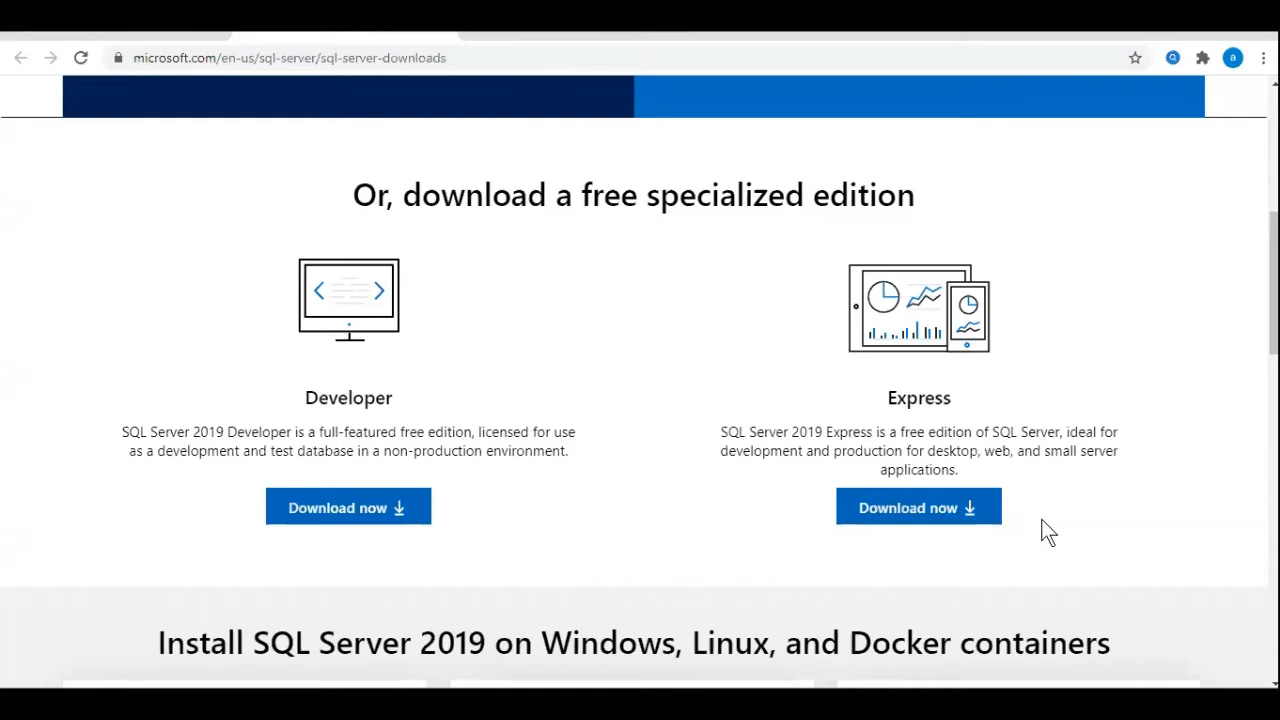 microsoft.com/en-us/sql-server/sql-server-downloads
a
Or, download a free specialized edition
Developer
SQL Server 2019 Developer is a full-featured free edition, licensed for use
as a development and test database in a non-production environment.
Download now
Express
SQL Server 2019 Express is a free edition of SQL Server, ideal for
development and production for desktop, web, and small server
applications.
Download now
Install SQL Server 2019 on Windows, Linux, and Docker containers